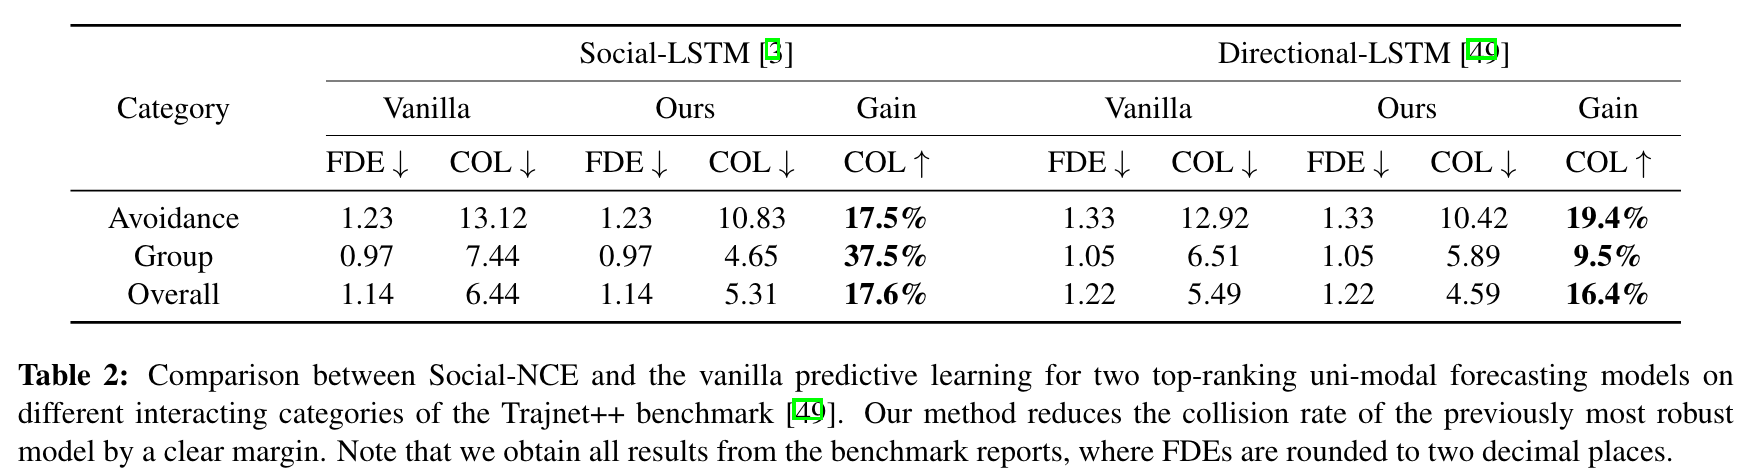 Social-LSTM [3] Directional-LSTM [49]
Category Vanilla Ours Gain Vanilla Ours Gain
FDE ↓ COL ↓ FDE ↓ COL ↓ COL ↑ FDE ↓ COL ↓ FDE ↓ COL ↓ COL ↑
Avoidance 1.23 13.12 1.23 10.83 17.5% 1.33 12.92 1.33 10.42 19.4%
Group 0.97 7.44 0.97 4.65 37.5% 1.05 6.51 1.05 5.89 9.5%
Overall 1.14 6.44 1.14 5.31 17.6% 1.22 5.49 1.22 4.59 16.4%
Table 2: Comparison between Social-NCE and the vanilla predictive learning for two top-ranking uni-modal forecasting models on
different interacting categories of the Trajnet++ benchmark [49]. Our method reduces the collision rate of the previously most robust
model by a clear margin. Note that we obtain all results from the benchmark reports, where FDEs are rounded to two decimal places.